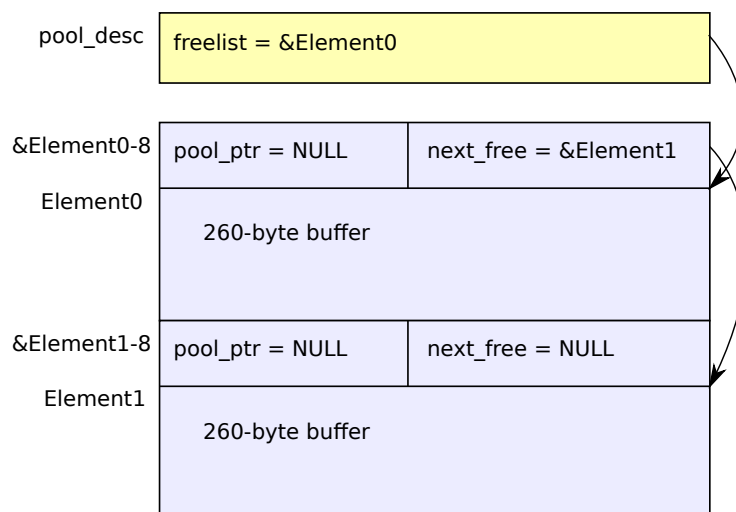 pool_desc
freelist = &Element0
&Element0-8
pool_ptr = NULL
next_free = &Element1
Element0
260-byte buffer
&Element1-8
pool_ptr = NULL
next_free = NULL
Element1
260-byte buffer